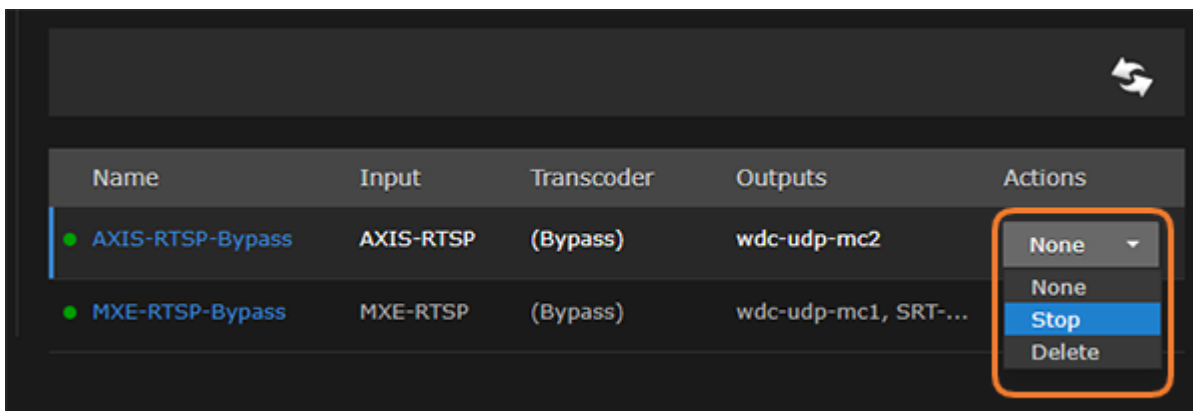 Name Input Transcoder Outputs Actions
AXIS-RTSP-Bypass AXIS-RTSP (Bypass) wdc-udp-mc2 None
None
MXE-RTSP-Bypass MXE-RTSP (Bypass) wdc-udp-mc1, SRT-... Stop
Delete